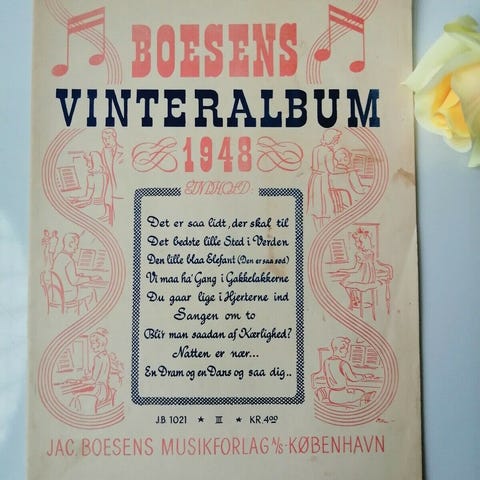 BOESENS
VINTERALBUM
1948
INDHOLD
Det er saa lidt, der skal til
Det bedste lille Sted i Verden
Den lille blaa Elefant (Den er saa sød)
Vi maa ha' Gang i Gakkelakkerne
Du gaar lige i Hjerterne ind
Sangen om to
Bli'r man saadan af Kærlighed?
Natten er nær...
En Dram og en Dans og saa dig..
J.B 1021 ★ III ★ KR. 4.00
JAC. BOESENS MUSIKFORLAG A/S - KØBENHAVN